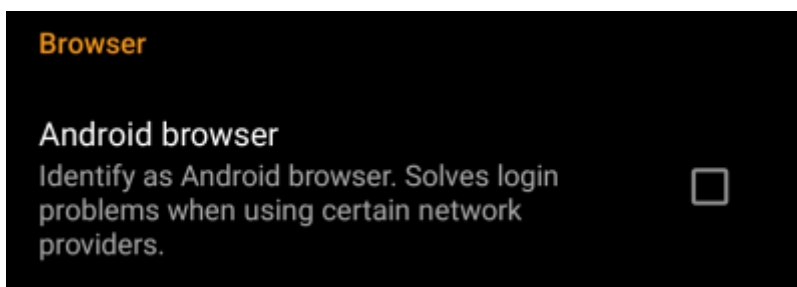 Browser
Android browser
Identify as Android browser. Solves login
problems when using certain network
providers.